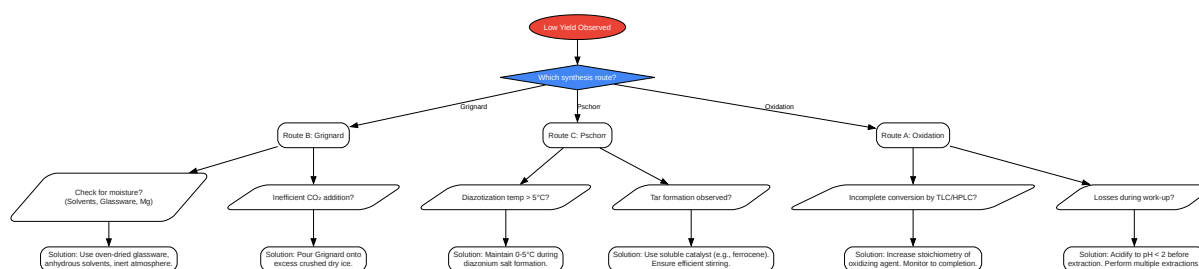 Low Yield Observed
Which synthesis route?
Grignard
Pschorr
Oxidation
Route B: Grignard
Route C: Pschorr
Route A: Oxidation
Check for moisture?
(Solvents, Glassware, Mg)
Inefficient CO₂ addition?
Diazotization temp > 5°C?
Tar formation observed?
Incomplete conversion by TLC/HPLC?
Losses during work-up?
Solution: Use oven-dried glassware,
anhydrous solvents, inert atmosphere.
Solution: Pour Grignard onto
excess crushed dry ice.
Solution: Maintain 0-5°C during
diazonium salt formation.
Solution: Use soluble catalyst (e.g., ferrocene).
Ensure efficient stirring.
Solution: Increase stoichiometry of
oxidizing agent. Monitor to completion.
Solution: Acidify to pH < 2 before
extraction. Perform multiple extractions